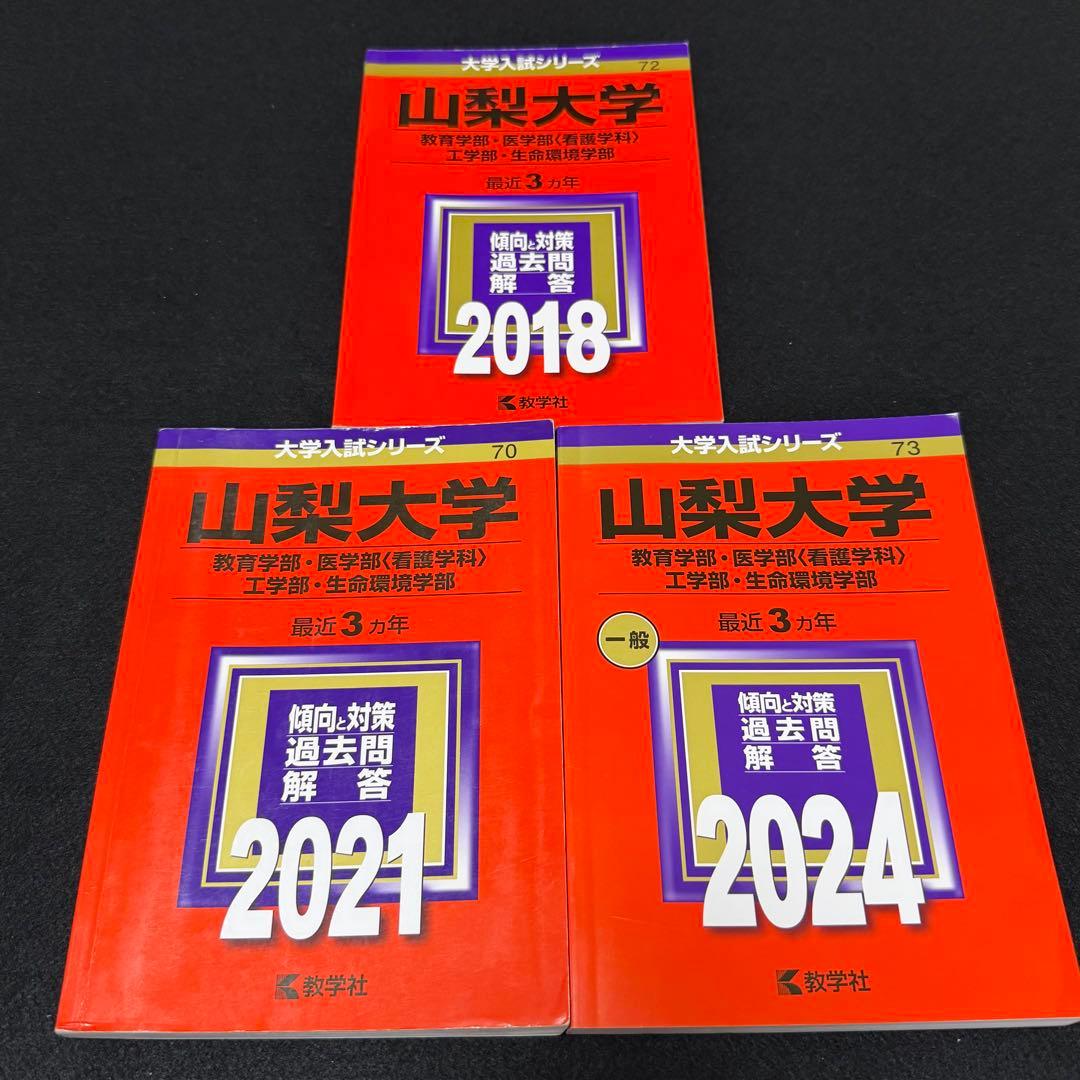 大学入試シリーズ
72
山梨大学
教育学部・医学部〈看護学科〉
工学部・生命環境学部
最近3カ年
傾向と対策
過去問
解答
2018
教学社
大学入試シリーズ
70
山梨大学
教育学部・医学部〈看護学科〉
工学部・生命環境学部
最近3カ年
傾向と対策
過去問
解答
2021
教学社
大学入試シリーズ
73
山梨大学
教育学部・医学部〈看護学科〉
工学部・生命環境学部
最近3カ年
一般
傾向と対策
過去問
解答
2024
教学社